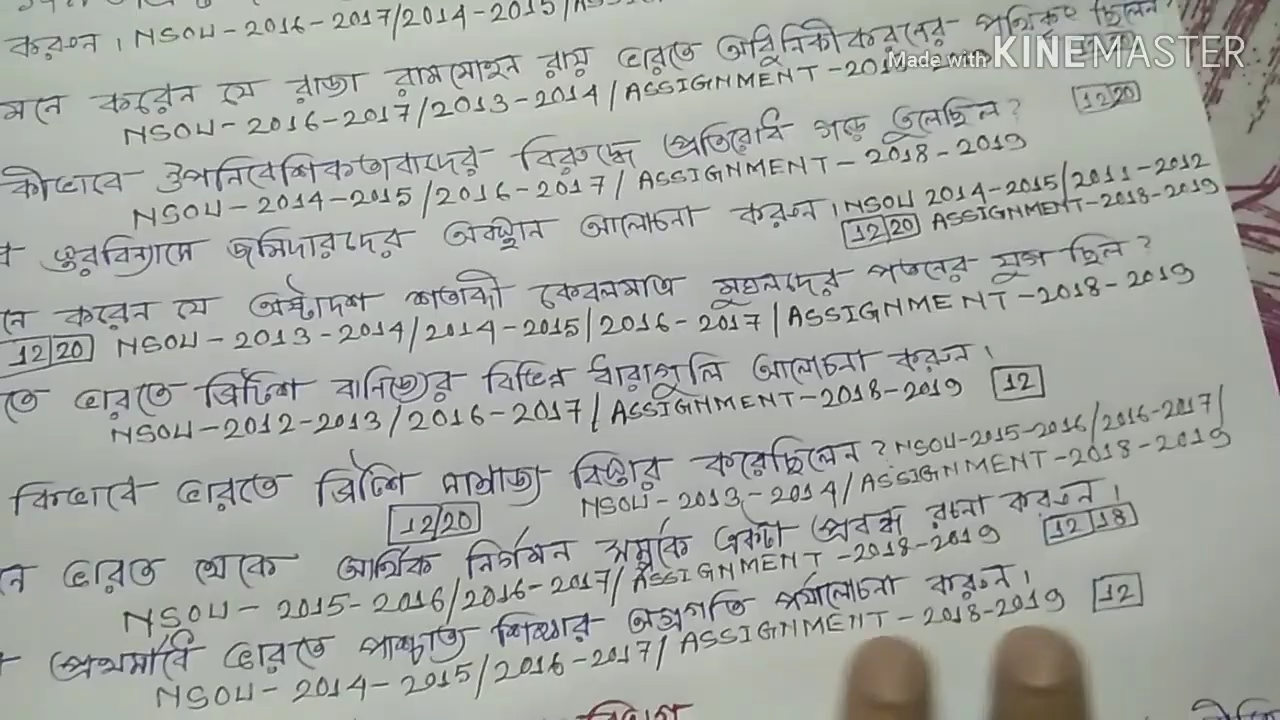 করুন। NSOU-2016-2017/2014-2015/
মনে করেন যে রাজা রামমোহন রায় ভারতে আধুনিকীকরনের পথিকৃৎ ছিলেন
NSOU-2016-2017/2013-2014/ASSIGNMENT-2018-2019
Made with KINEMASTER
কীভাবে ঔপনিবেশিকতাবাদের বিরুদ্ধে প্রতিরোধ গড়ে তুলেছিল? 12/20
NSOU-2014-2015/2016-2017/ASSIGNMENT-2018-2019
স্তরবিন্যাসে জমিদারদের অবস্থান আলোচনা করুন। NSOU 2014-2015/2011-2012
12/20 ASSIGNMENT-2018-2019
করেন যে অষ্টাদশ শতাব্দী কেবলমাত্র মুঘলদের পতনের যুগ ছিল?
12/20 NSOU-2013-2014/2014-2015/2016-2017/ASSIGNMENT-2018-2019
ভারতে ব্রিটিশ বানিজ্যের বিভিন্ন ধারাগুলি আলোচনা করুন।
NSOU-2012-2013/2016-2017/ASSIGNMENT-2018-2019 12
কিভাবে ভারতে ব্রিটিশ সাম্রাজ্য বিস্তার করেছিলেন? NSOU-2015-2016/2016-2017/
12/20 NSOU-2013-2014/ASSIGNMENT-2018-2019
ভারত থেকে আর্থিক নির্গমন সম্পর্কে একটা প্রবন্ধ রচনা করুন।
NSOU-2015-2016/2016-2017/ASSIGNMENT-2018-2019 12/18
প্রথমার্ধে ভারতে পাশ্চাত্য শিক্ষার অগ্রগতি পর্যালোচনা করুন।
NSOU-2014-2015/2016-2017/ASSIGNMENT-2018-2019 12
বিভাগ